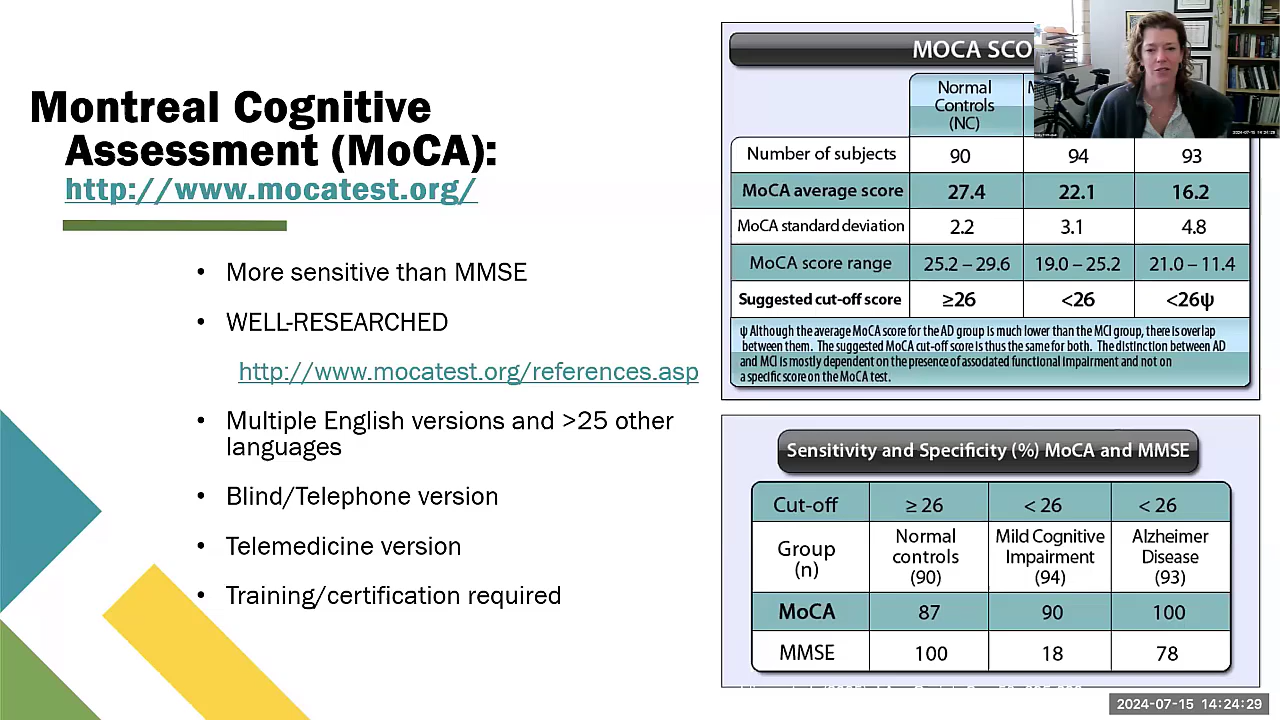 Montreal Cognitive
Assessment (MoCA):
http://www.mocatest.org/
• More sensitive than MMSE
• WELL-RESEARCHED
http://www.mocatest.org/references.asp
• Multiple English versions and >25 other
languages
• Blind/Telephone version
• Telemedicine version
• Training/certification required
MOCA SCO
Normal
Controls
(NC)
Number of subjects 90 94 93
MoCA average score 27.4 22.1 16.2
MoCA standard deviation 2.2 3.1 4.8
MoCA score range 25.2 – 29.6 19.0 – 25.2 21.0 – 11.4
Suggested cut-off score ≥26 <26 <26ψ
ψ Although the average MoCA score for the AD group is much lower than the MCI group, there is overlap
between them. The suggested MoCA cut-off score is thus the same for both. The distinction between AD
and MCI is mostly dependent on the presence of associated functional impairment and not on
a specific score on the MoCA test.
Sensitivity and Specificity (%) MoCA and MMSE
Cut-off ≥ 26 < 26 < 26
Group
(n)
Normal
controls
(90)
Mild Cognitive
Impairment
(94)
Alzheimer
Disease
(93)
MoCA 87 90 100
MMSE 100 18 78
2024-07-15 14:24:29
2024-07-15 14:24:29